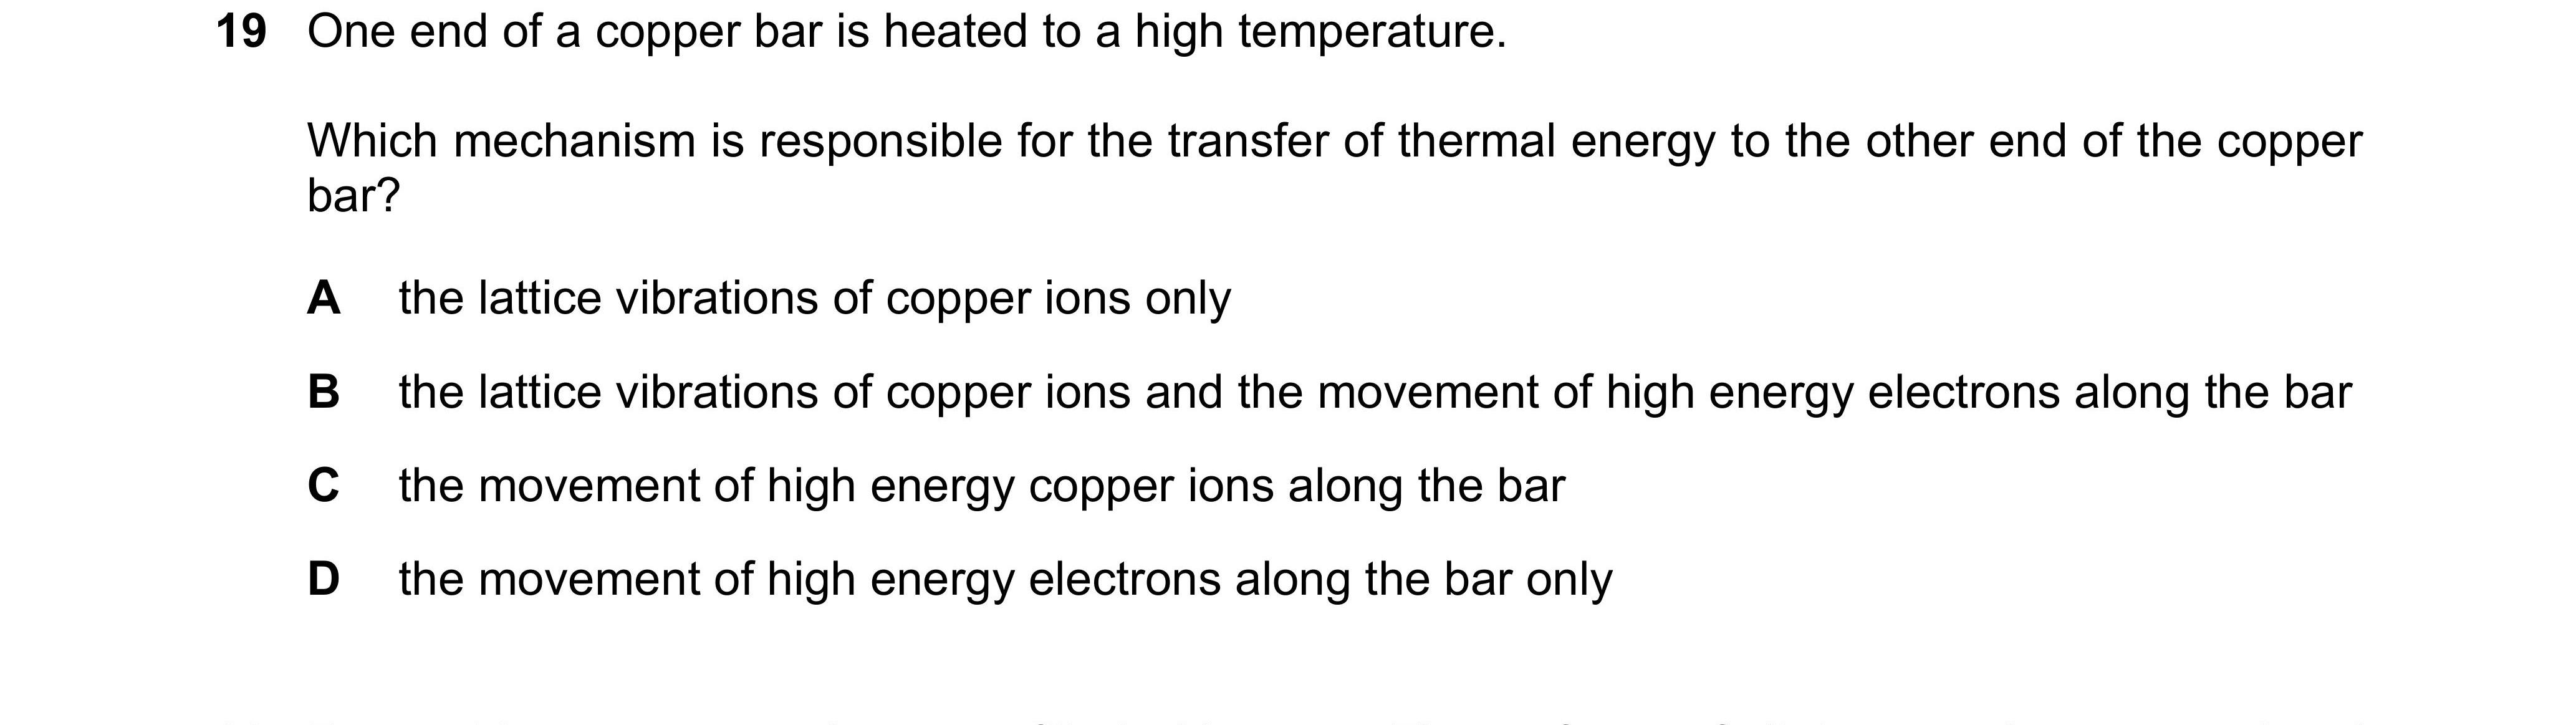 19 One end of a copper bar is heated to a high temperature.
Which mechanism is responsible for the transfer of thermal energy to the other end of the copper
bar?
A the lattice vibrations of copper ions only
B the lattice vibrations of copper ions and the movement of high energy electrons along the bar
C the movement of high energy copper ions along the bar
D the movement of high energy electrons along the bar only